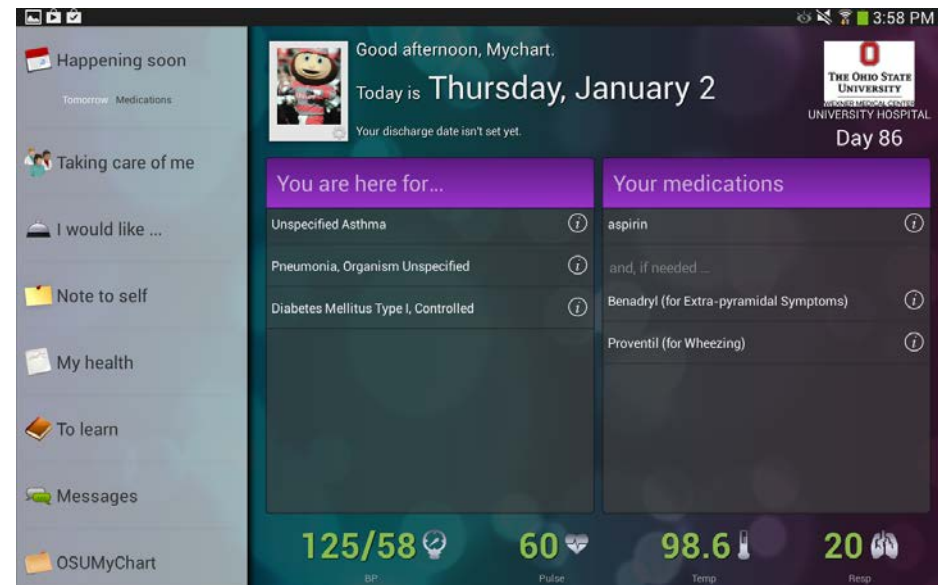 3:58 PM
Happening soon
Tomorrow Medications
Taking care of me
I would like ...
Note to self
My health
To learn
Messages
OSUMyChart
Good afternoon, Mychart.
Today is Thursday, January 2
Your discharge date isn't set yet.
THE OHIO STATE
UNIVERSITY
WEXNER MEDICAL CENTER
UNIVERSITY HOSPITAL
Day 86
You are here for...
Unspecified Asthma
Pneumonia, Organism Unspecified
Diabetes Mellitus Type I, Controlled
Your medications
aspirin
and, if needed ...
Benadryl (for Extra-pyramidal Symptoms)
Proventil (for Wheezing)
125/58
BP
60
Pulse
98.6
Temp
20
Resp